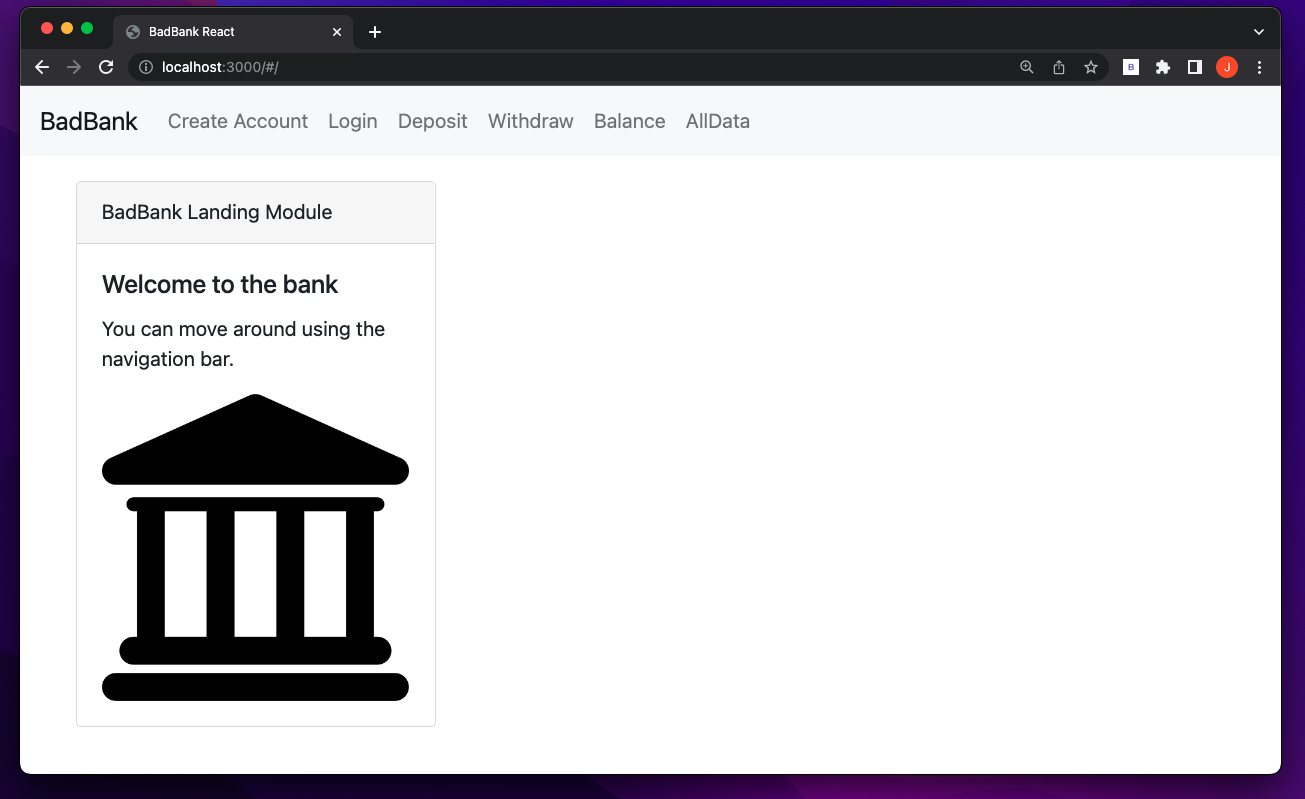 BadBank React
localhost:3000/#/
B
J
BadBank Create Account Login Deposit Withdraw Balance AllData
BadBank Landing Module
Welcome to the bank
You can move around using the
navigation bar.